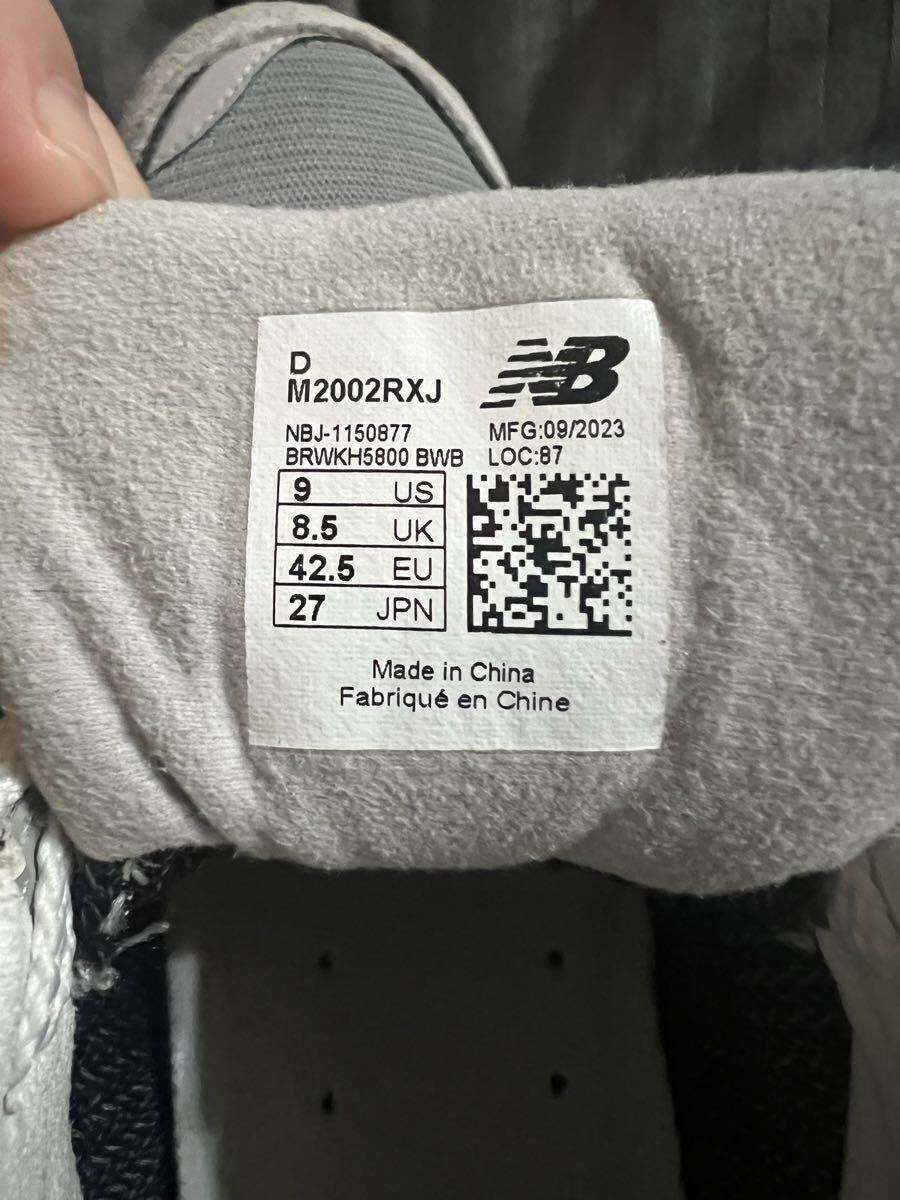 D
M2002RXJ
NB
NBJ-1150877
BRWKH5800 BWB
MFG:09/2023
LOC:87
9 US
8.5 UK
42.5 EU
27 JPN
Made in China
Fabriqué en Chine